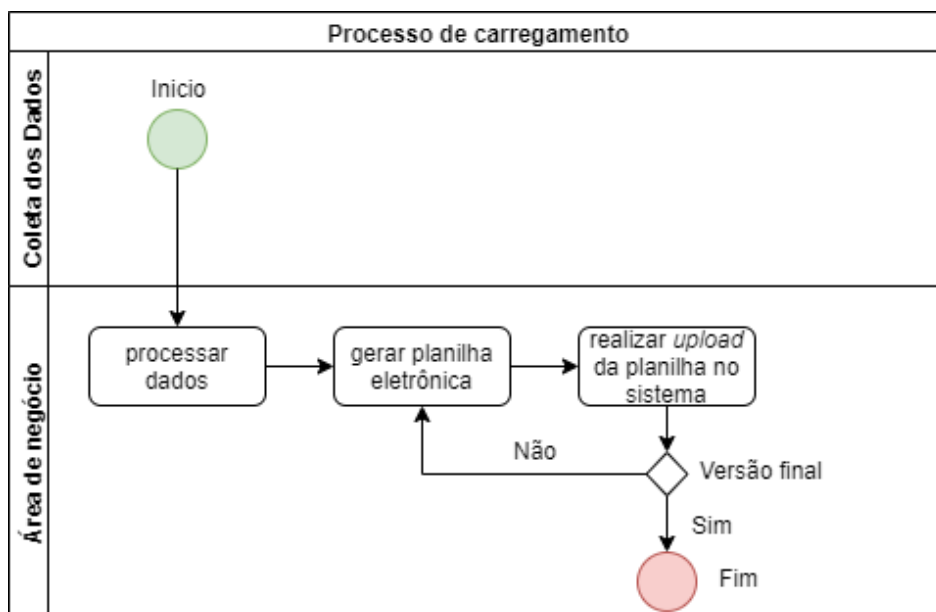 Processo de carregamento
Coleta dos Dados
Inicio
Área de negócio
processar
dados
gerar planilha
eletrônica
realizar upload
da planilha no
sistema
Não
Versão final
Sim
Fim